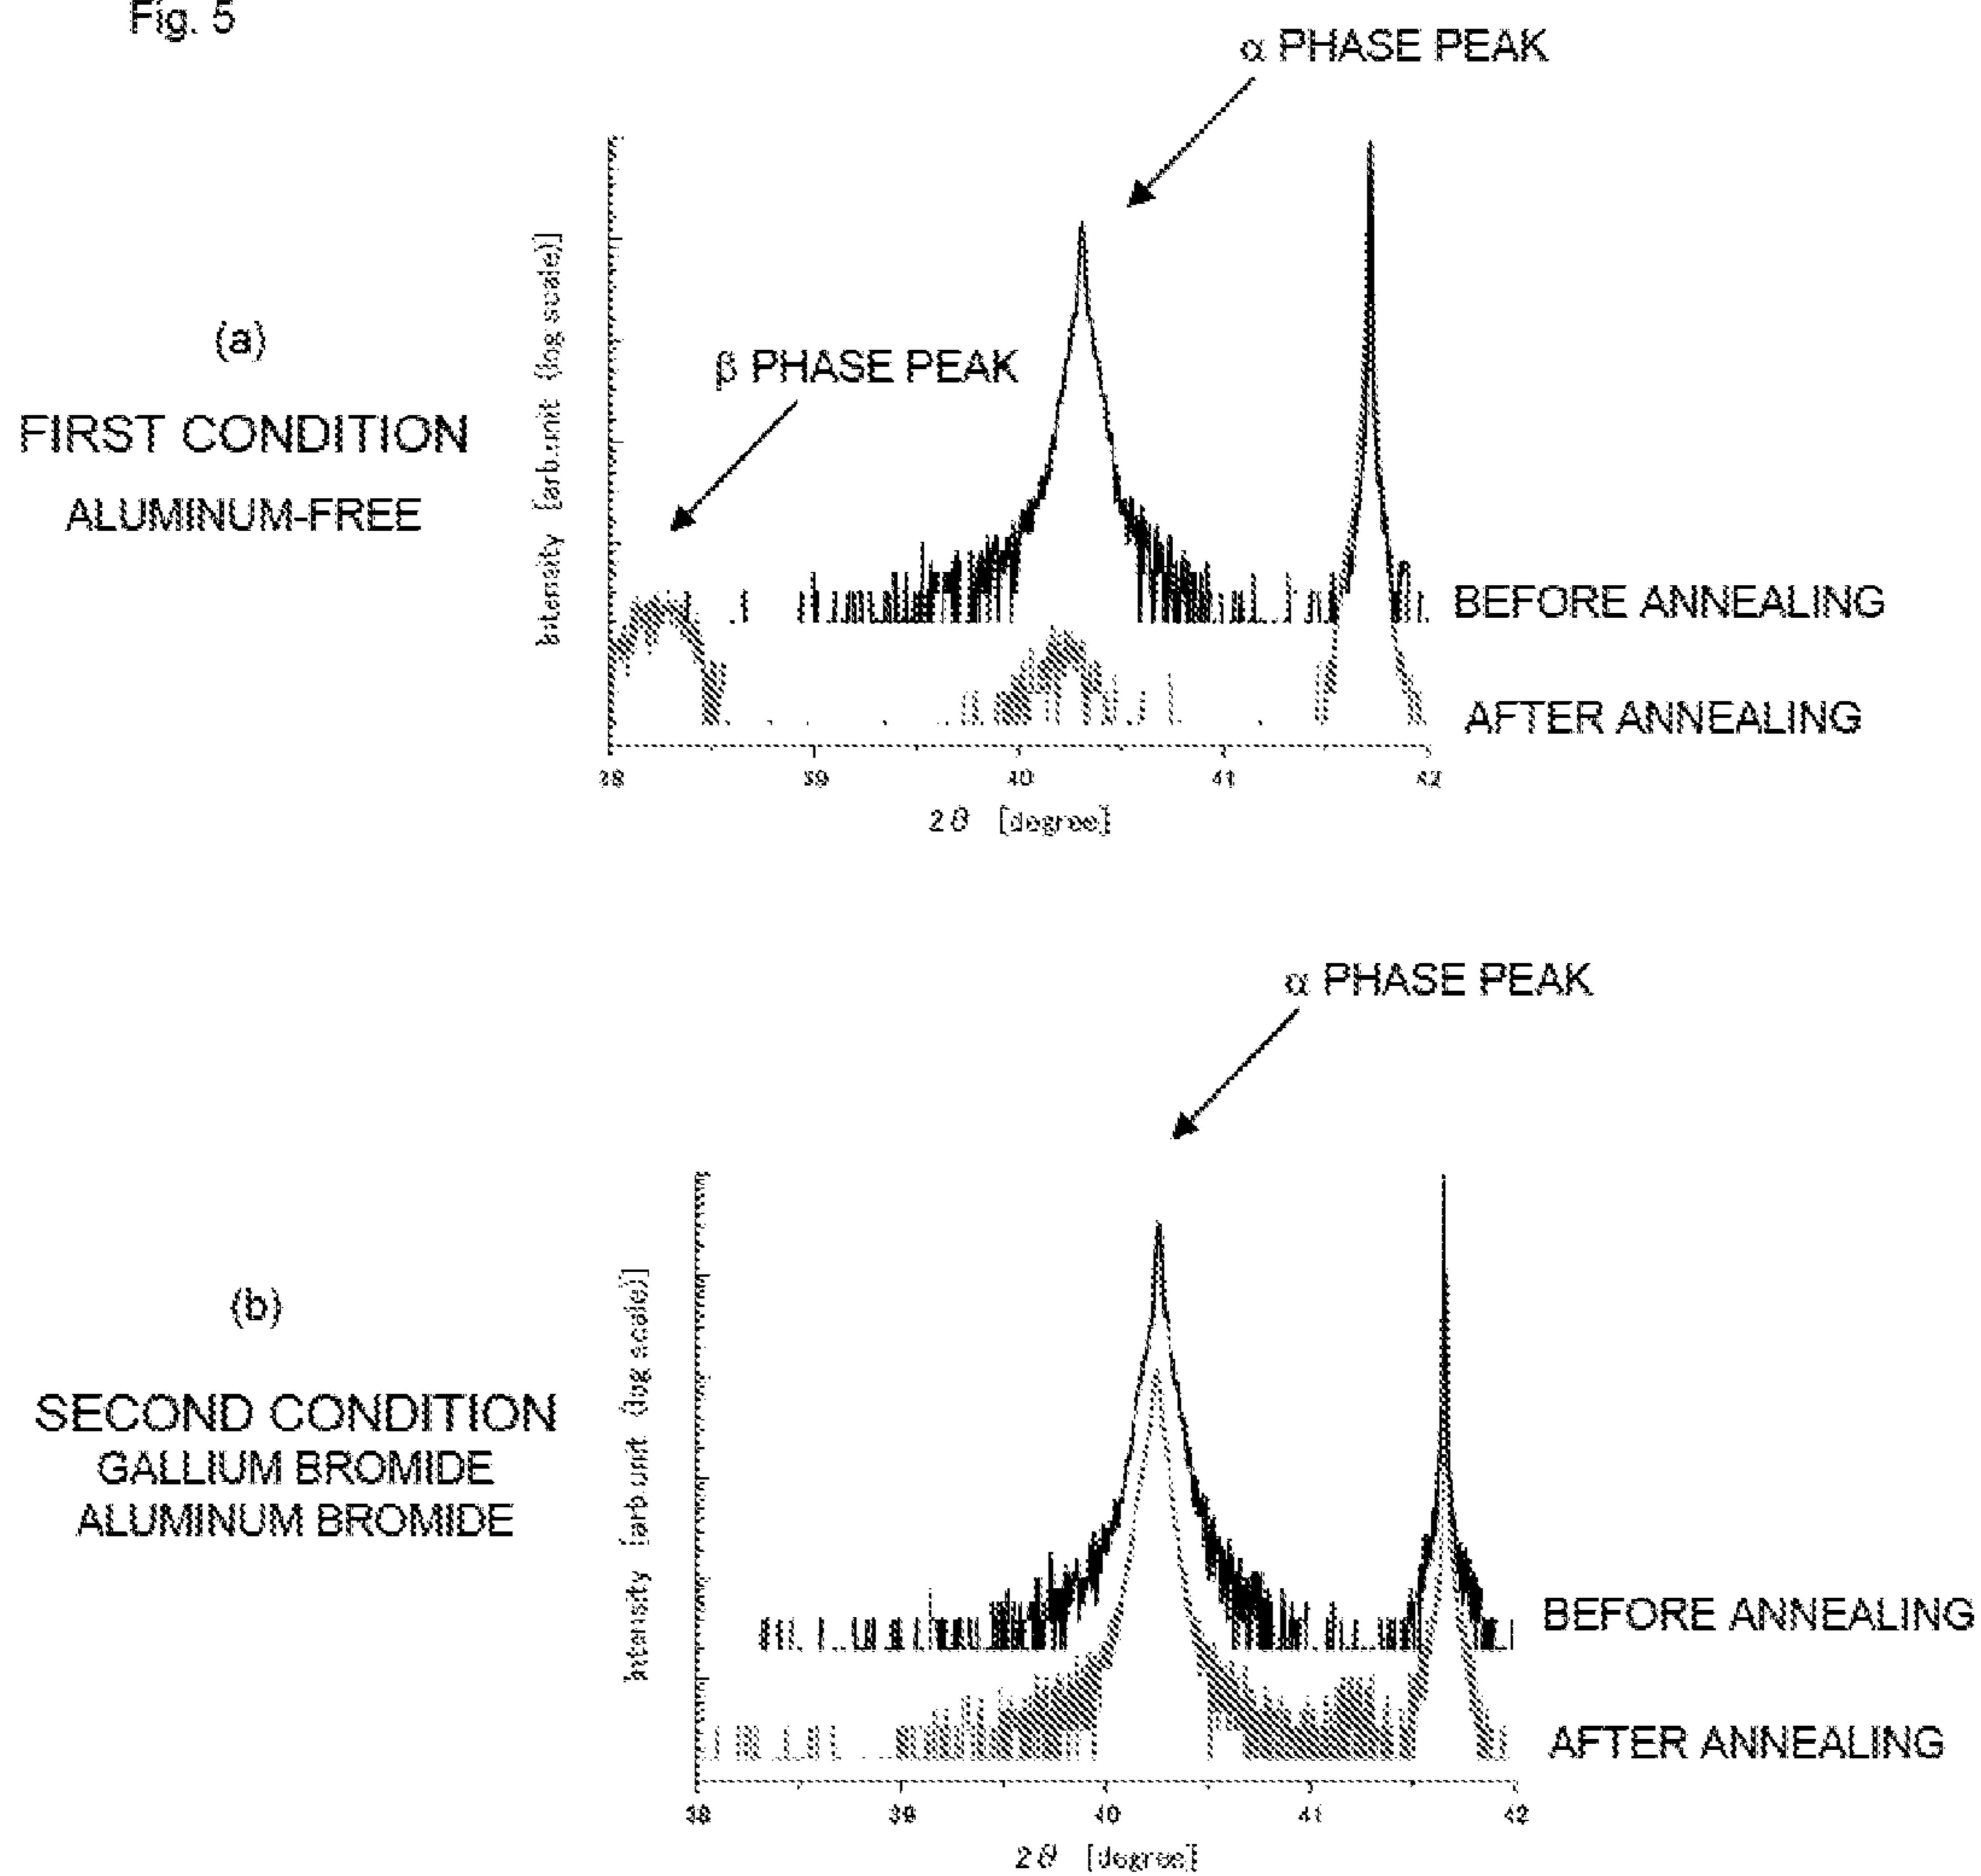 Fig. 5
α PHASE PEAK
(a)
FIRST CONDITION
ALUMINUM-FREE
β PHASE PEAK
Intensity [arb.unit (log scale)]
BEFORE ANNEALING
AFTER ANNEALING
38 39 40 41 42
2θ [degree]
α PHASE PEAK
(b)
SECOND CONDITION
GALLIUM BROMIDE
ALUMINUM BROMIDE
Intensity [arb.unit (log scale)]
BEFORE ANNEALING
AFTER ANNEALING
38 39 40 41 42
2θ [degree]